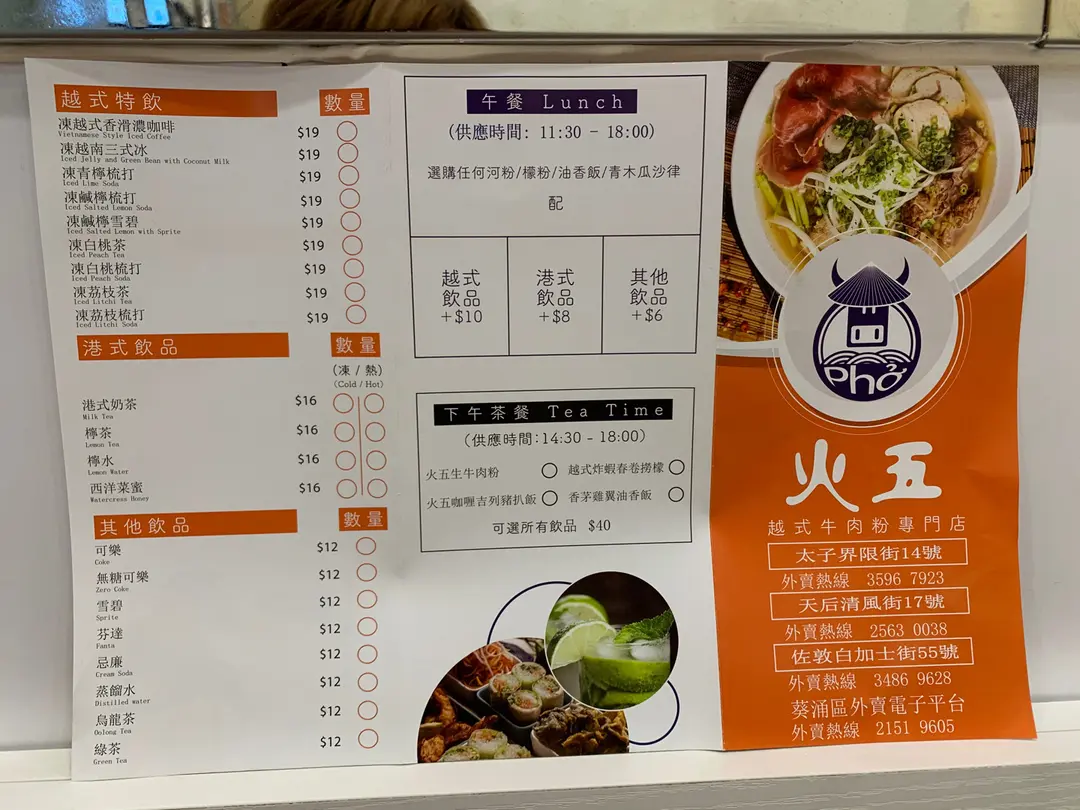 越式特飲 數量
凍越式香滑濃咖啡 $19
Vietnamese Style Iced Coffee
凍越南三式冰 $19
Iced Jelly and Green Bean with Coconut Milk
凍青檸梳打 $19
Iced Lime Soda
凍鹹檸梳打 $19
Iced Salted Lemon Soda
凍鹹檸雪碧 $19
Iced Salted Lemon with Sprite
凍白桃茶 $19
Iced Peach Tea
凍白桃梳打 $19
Iced Peach Soda
凍荔枝茶 $19
Iced Litchi Tea
凍荔枝梳打 $19
Iced Litchi Soda
港式飲品 數量
(凍 / 熱)
(Cold / Hot)
港式奶茶 $16
Milk Tea
檸茶 $16
Lemon Tea
檸水 $16
Lemon Water
西洋菜蜜 $16
Watercress Honey
其他飲品 數量
可樂 $12
Coke
無糖可樂 $12
Zero Coke
雪碧 $12
Sprite
芬達 $12
Fanta
忌廉 $12
Cream Soda
蒸餾水 $12
Distilled water
烏龍茶 $12
Oolong Tea
綠茶 $12
Green Tea
午餐 Lunch
(供應時間: 11:30 - 18:00)
選購任何河粉/檬粉/油香飯/青木瓜沙律
配
越式
飲品
+$10
港式
飲品
+$8
其他
飲品
+$6
下午茶餐 Tea Time
(供應時間:14:30 - 18:00)
火五生牛肉粉 越式炸蝦春卷撈檬
火五咖喱吉列豬扒飯 香茅雞翼油香飯
可選所有飲品 $40
Phở
火五
越式牛肉粉專門店
太子界限街14號
外賣熱線 3596 7923
天后清風街17號
外賣熱線 2563 0038
佐敦白加士街55號
外賣熱線 3486 9628
葵涌區外賣電子平台
外賣熱線 2151 9605